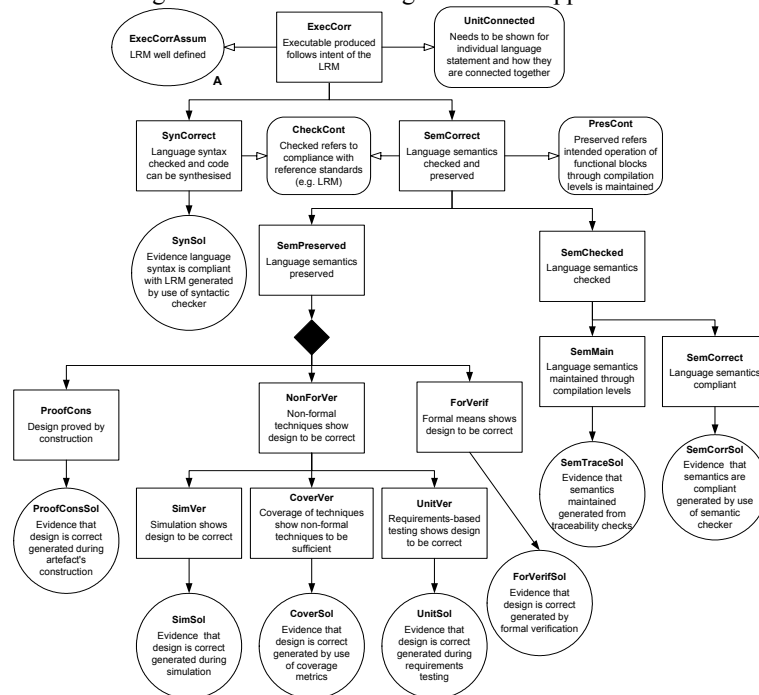 ExecCorrAssum
LRM well defined
A
ExecCorr
Executable produced
follows intent of the
LRM
UnitConnected
Needs to be shown for
individual language
statement and how they
are connected together
SynCorrect
Language syntax
checked and code
can be synthesised
CheckCont
Checked refers to
compliance with
reference standards
(e.g. LRM)
SemCorrect
Language semantics
checked and
preserved
PresCont
Preserved refers
intended operation of
functional blocks
through compilation
levels is maintained
SynSol
Evidence language
syntax is compliant
with LRM generated
by use of syntactic
checker
SemPreserved
Language semantics
preserved
SemChecked
Language semantics
checked
SemMain
Language semantics
maintained through
compilation levels
SemCorrect
Language semantics
compliant
ProofCons
Design proved by
construction
NonForVer
Non-formal
techniques show
design to be correct
ForVerif
Formal means shows
design to be correct
SemTraceSol
Evidence that
semantics
maintained
generated from
traceability checks
SemCorrSol
Evidence that
semantics are
compliant
generated by use
of semantic
checker
ProofConsSol
Evidence that
design is correct
generated during
artefact's
construction
SimVer
Simulation shows
design to be correct
CoverVer
Coverage of techniques
show non-formal
techniques to be
sufficient
UnitVer
Requirements-based
testing shows design
to be correct
ForVerifSol
Evidence that
design is correct
generated by
formal verification
SimSol
Evidence that
design is correct
generated during
simulation
CoverSol
Evidence that
design is correct
generated by use
of coverage
metrics
UnitSol
Evidence that
design is correct
generated during
requirements
testing